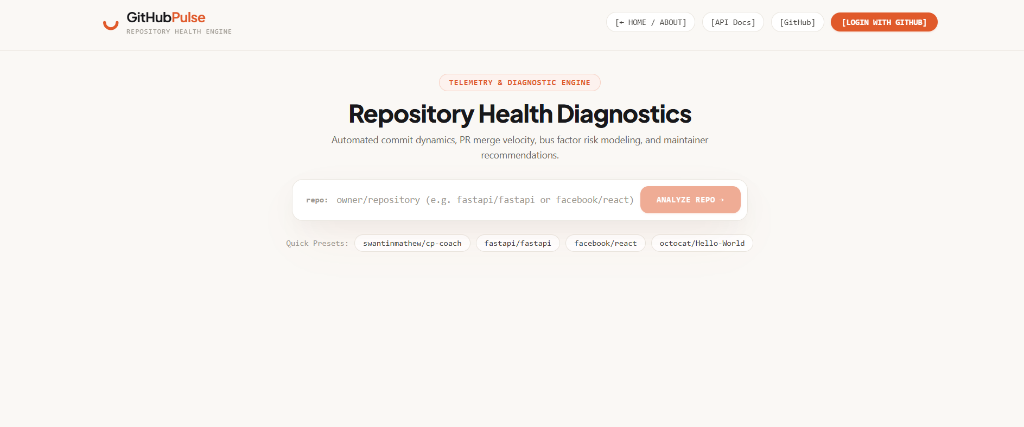 GitHubPulse
REPOSITORY HEALTH ENGINE
[← HOME / ABOUT] [API Docs] [GitHub] [LOGIN WITH GITHUB]
TELEMETRY & DIAGNOSTIC ENGINE
Repository Health Diagnostics
Automated commit dynamics, PR merge velocity, bus factor risk modeling, and maintainer
recommendations.
repo: owner/repository (e.g. fastapi/fastapi or facebook/react) ANALYZE REPO
Quick Presets: swantinmathew/cp-coach fastapi/fastapi facebook/react octocat/Hello-World